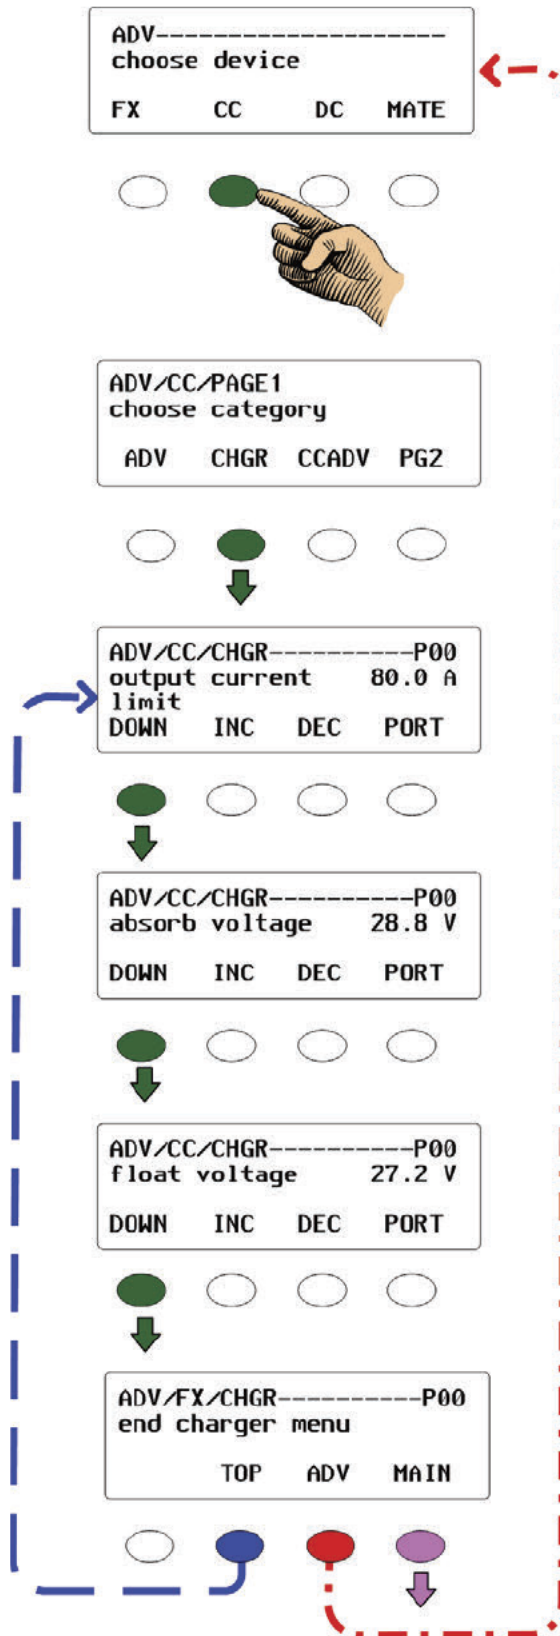 ADV---------------------
choose device
FX CC DC MATE
ADV/CC/PAGE1
choose category
ADV CHGR CCADV PG2
ADV/CC/CHGR------------P00
output current 80.0 A
limit
DOWN INC DEC PORT
ADV/CC/CHGR------------P00
absorb voltage 28.8 V
DOWN INC DEC PORT
ADV/CC/CHGR------------P00
float voltage 27.2 V
DOWN INC DEC PORT
ADV/FX/CHGR------------P00
end charger menu
TOP ADV MAIN